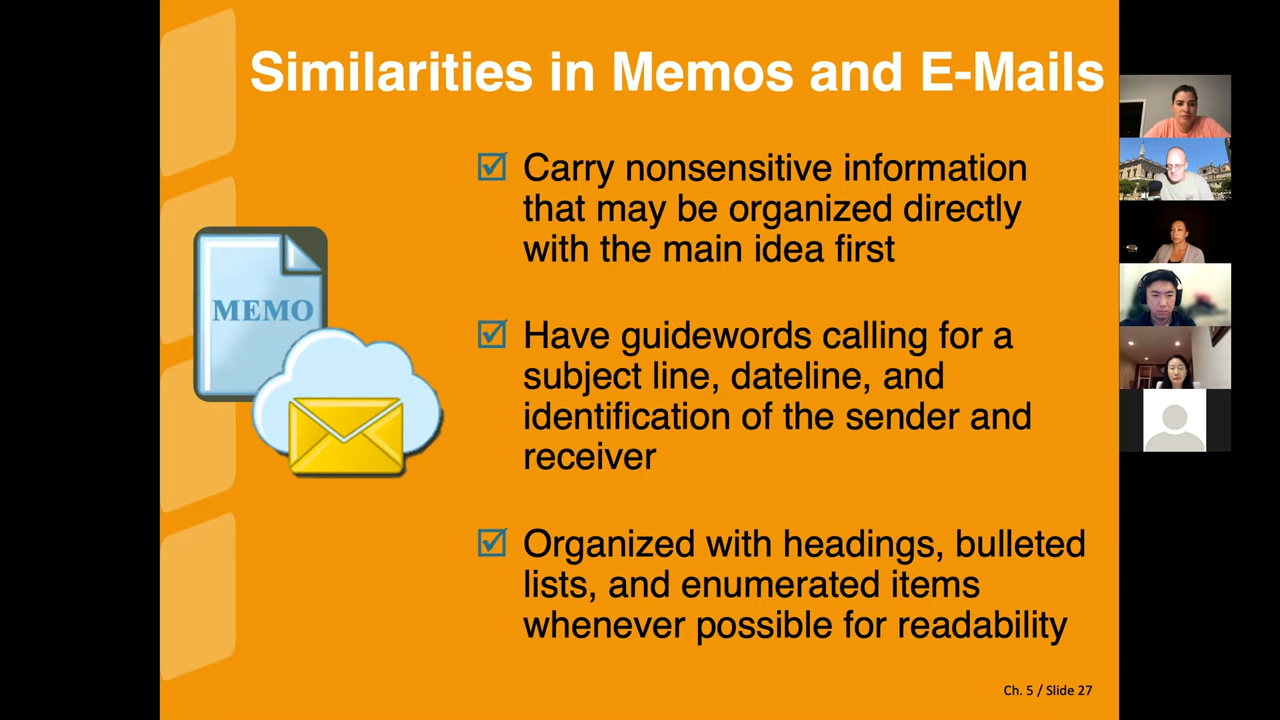 Similarities in Memos and E-Mails
Carry nonsensitive information
that may be organized directly
with the main idea first
MEMO
Have guidewords calling for a
subject line, dateline, and
identification of the sender and
receiver
Organized with headings, bulleted
lists, and enumerated items
whenever possible for readability
Ch. 5 / Slide 27